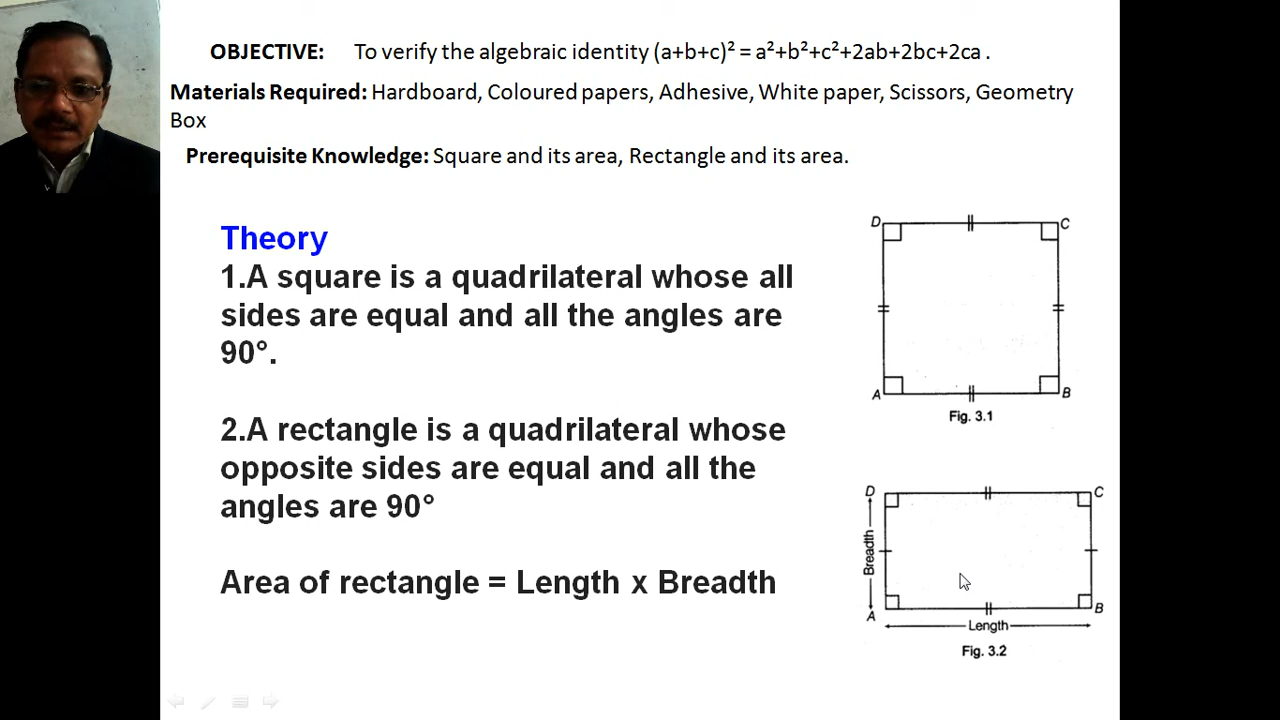 OBJECTIVE: To verify the algebraic identity (a+b+c)² = a²+b²+c²+2ab+2bc+2ca .
Materials Required: Hardboard, Coloured papers, Adhesive, White paper, Scissors, Geometry
Box
Prerequisite Knowledge: Square and its area, Rectangle and its area.
Theory
1.A square is a quadrilateral whose all
sides are equal and all the angles are
90°.
2.A rectangle is a quadrilateral whose
opposite sides are equal and all the
angles are 90°
Area of rectangle = Length x Breadth
D
C
A
B
Fig. 3.1
D
C
Breadth
A
B
Length
Fig. 3.2